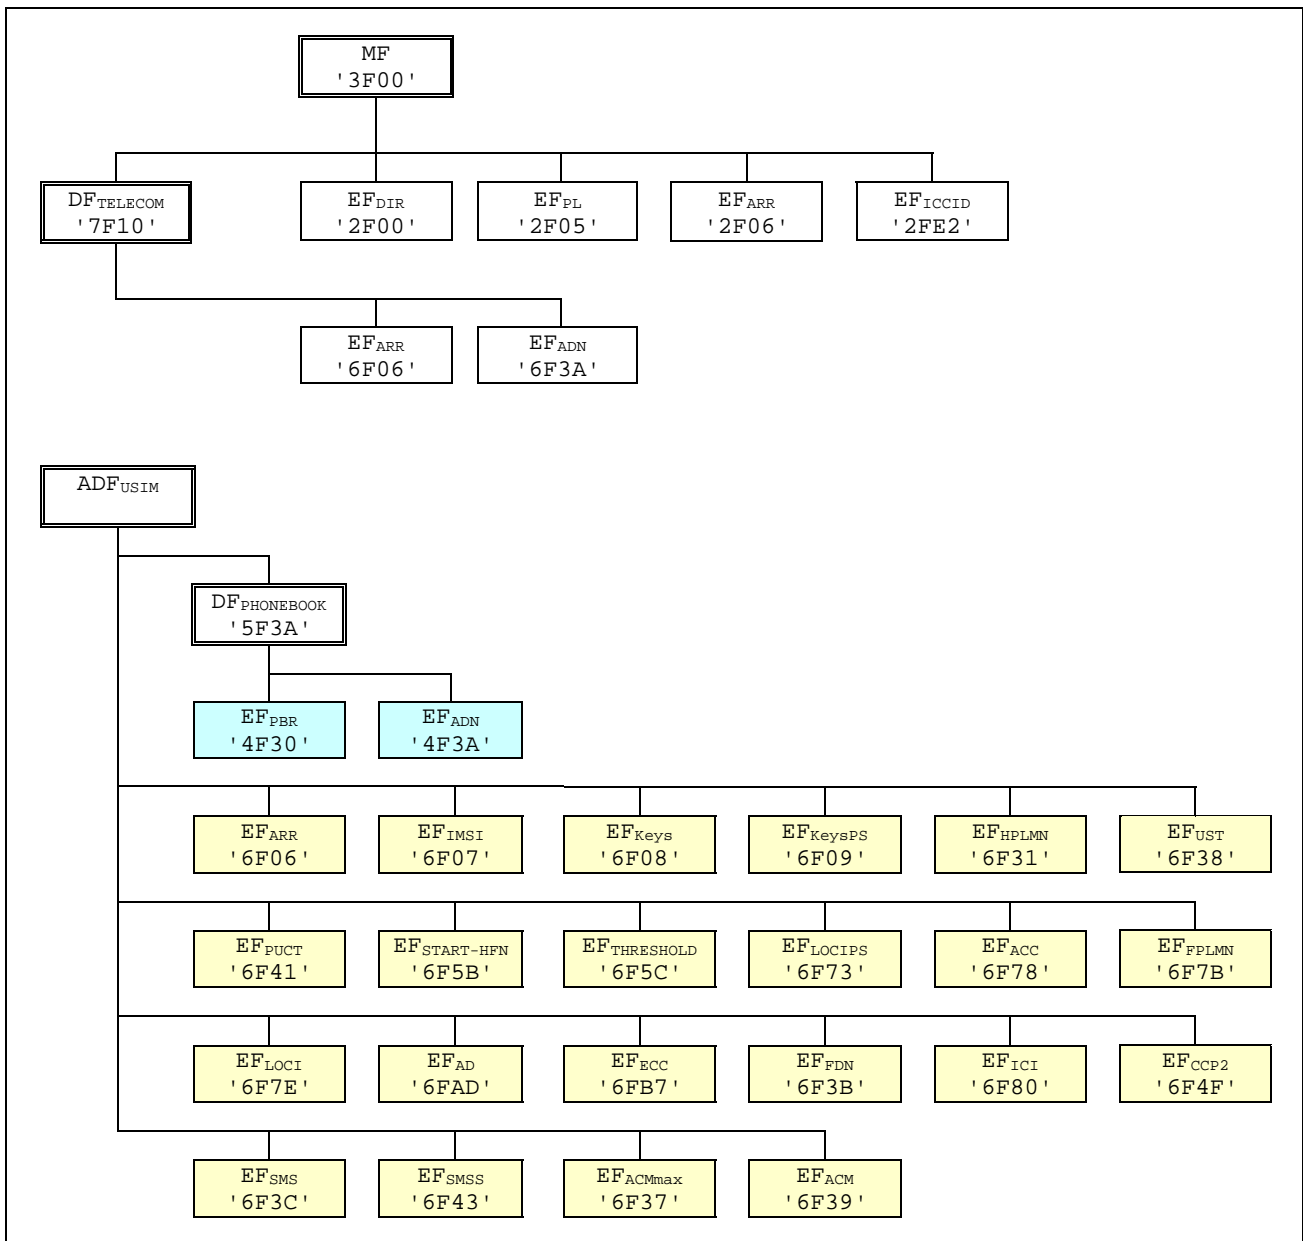 MF
'3F00'
DFTELECOM
'7F10'
EFDIR
'2F00'
EFPL
'2F05'
EFARR
'2F06'
EFICCID
'2FE2'
EFARR
'6F06'
EFADN
'6F3A'
ADFUSIM
DFPHONEBOOK
'5F3A'
EFPBR
'4F30'
EFADN
'4F3A'
EFARR
'6F06'
EFIMSI
'6F07'
EFKeys
'6F08'
EFKeysPS
'6F09'
EFHPLMN
'6F31'
EFUST
'6F38'
EFPUCT
'6F41'
EFSTART-HFN
'6F5B'
EFTHRESHOLD
'6F5C'
EFLOCIPS
'6F73'
EFACC
'6F78'
EFFPLMN
'6F7B'
EFLOCI
'6F7E'
EFAD
'6FAD'
EFECC
'6FB7'
EFFDN
'6F3B'
EFICI
'6F80'
EFCCP2
'6F4F'
EFSMS
'6F3C'
EFSMSS
'6F43'
EFACMmax
'6F37'
EFACM
'6F39'